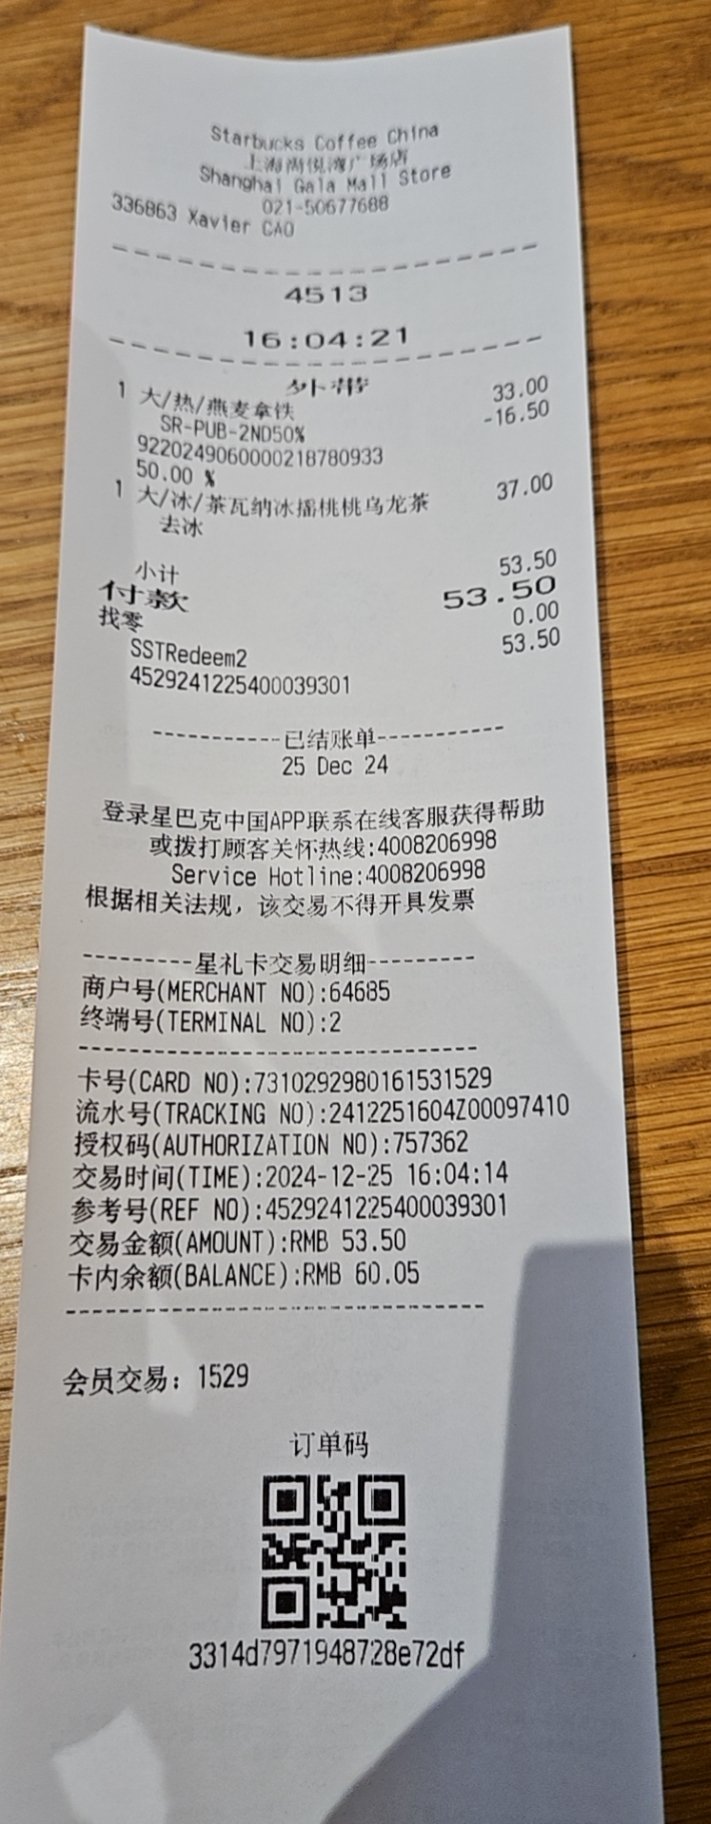 Starbucks Coffee China
上海尚悦湾广场店
Shanghai Gala Mall Store
021-50677688
336863 Xavier CAO
4513
16:04:21
外带
1 大/热/燕麦拿铁 33.00
SR-PUB-2ND50% -16.50
9220249060000218780933
50.00 %
1 大/冰/茶瓦纳冰摇桃桃乌龙茶 37.00
去冰
小计 53.50
付款 53.50
找零 0.00
SSTRedeem2 53.50
4529241225400039301
-----------已结账单-----------
25 Dec 24
登录星巴克中国APP联系在线客服获得帮助
或拨打顾客关怀热线:4008206998
Service Hotline:4008206998
根据相关法规，该交易不得开具发票
---------星礼卡交易明细---------
商户号(MERCHANT NO):64685
终端号(TERMINAL NO):2
卡号(CARD NO):7310292980161531529
流水号(TRACKING NO):2412251604Z00097410
授权码(AUTHORIZATION NO):757362
交易时间(TIME):2024-12-25 16:04:14
参考号(REF NO):4529241225400039301
交易金额(AMOUNT):RMB 53.50
卡内余额(BALANCE):RMB 60.05
会员交易：1529
订单码
3314d7971948728e72df